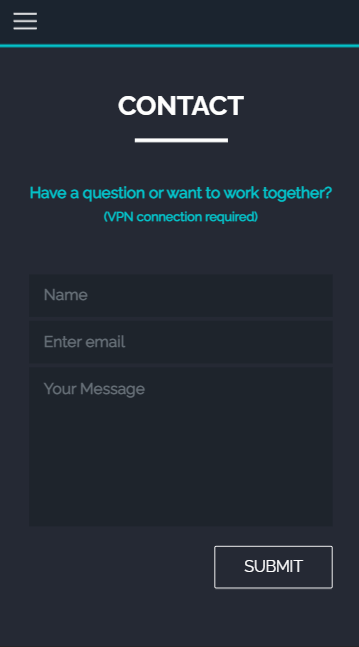 CONTACT
Have a question or want to work together?
(VPN connection required)
Name
Enter email
Your Message
SUBMIT